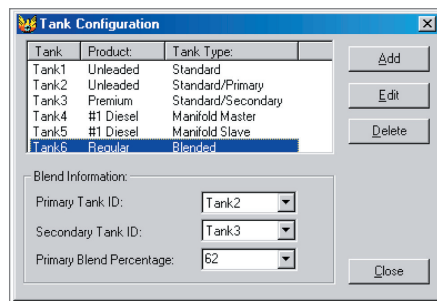 Tank Configuration
Tank Product: Tank Type:
Tank1 Unleaded Standard
Tank2 Unleaded Standard/Primary
Tank3 Premium Standard/Secondary
Tank4 #1 Diesel Manifold Master
Tank5 #1 Diesel Manifold Slave
Tank6 Regular Blended
Add
Edit
Delete
Blend Information:
Primary Tank ID: Tank2
Secondary Tank ID: Tank3
Primary Blend Percentage: 62
Close